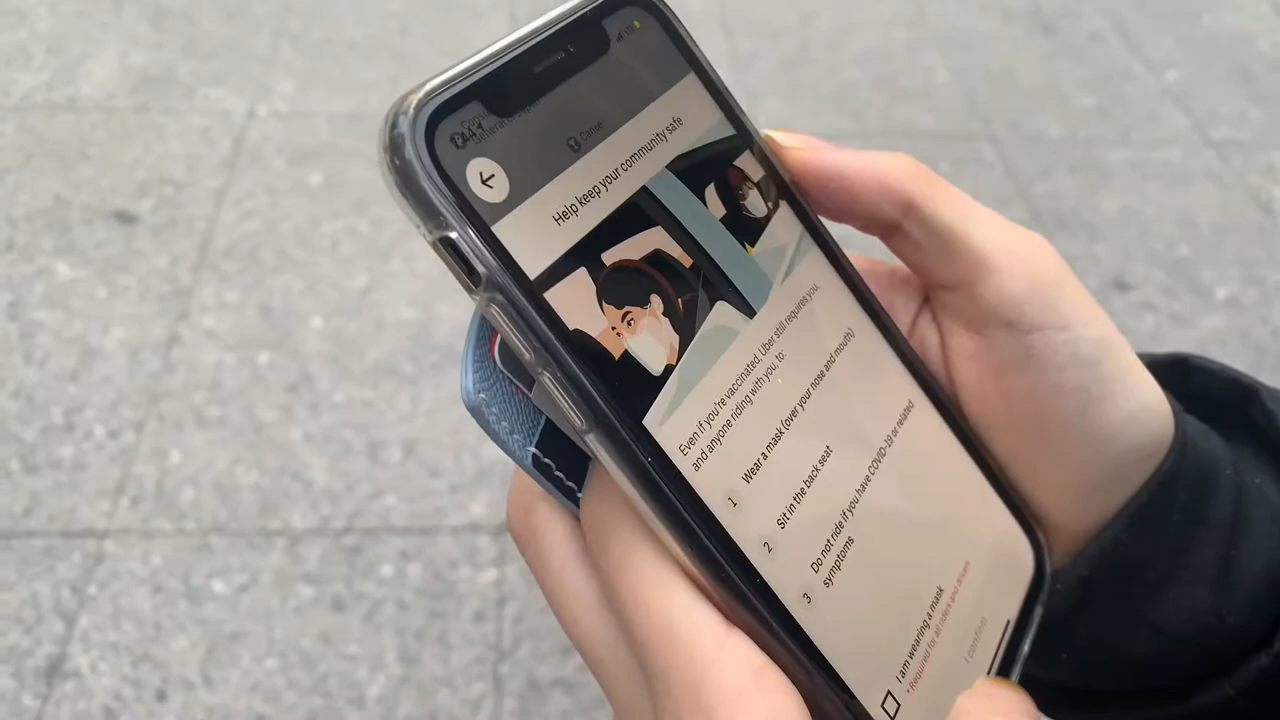 Canoe
Help keep your community safe
Even if you're vaccinated, Uber still requires you,
and anyone riding with you, to:
1 Wear a mask (over your nose and mouth)
2 Sit in the back seat
3 Do not ride if you have COVID-19 or related
symptoms
I am wearing a mask
* Required for all riders and drivers
I confirm